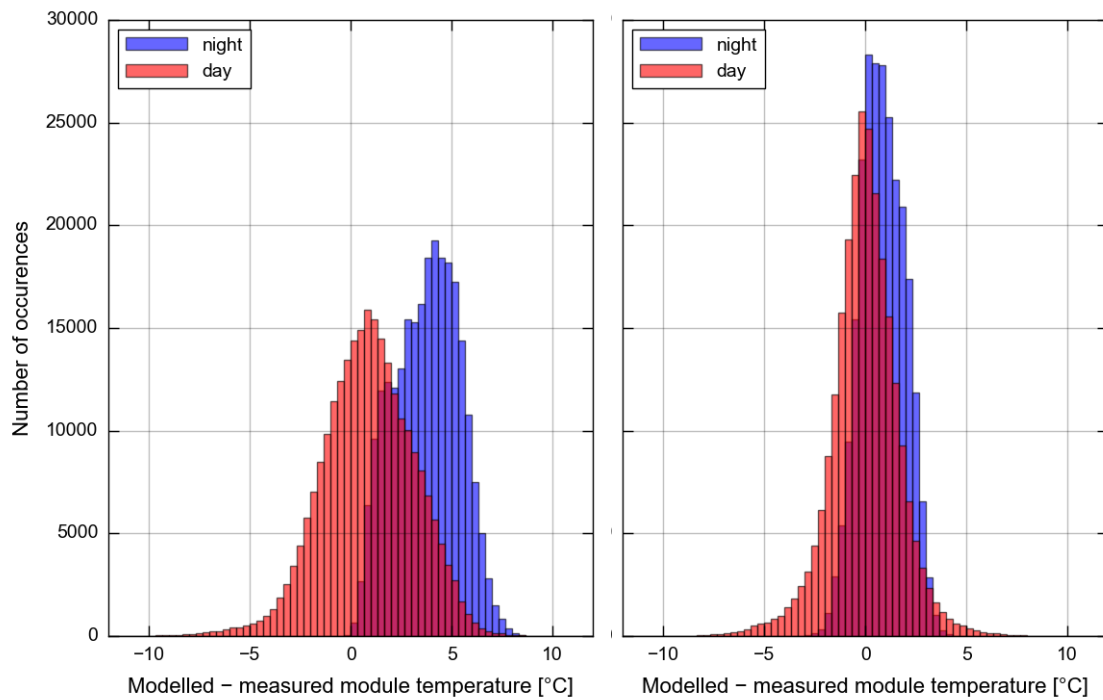 30000
25000
20000
15000
10000
5000
0
Number of occurences
night
day
−10 −5 0 5 10
Modelled − measured module temperature [°C]
night
day
−10 −5 0 5 10
Modelled − measured module temperature [°C]